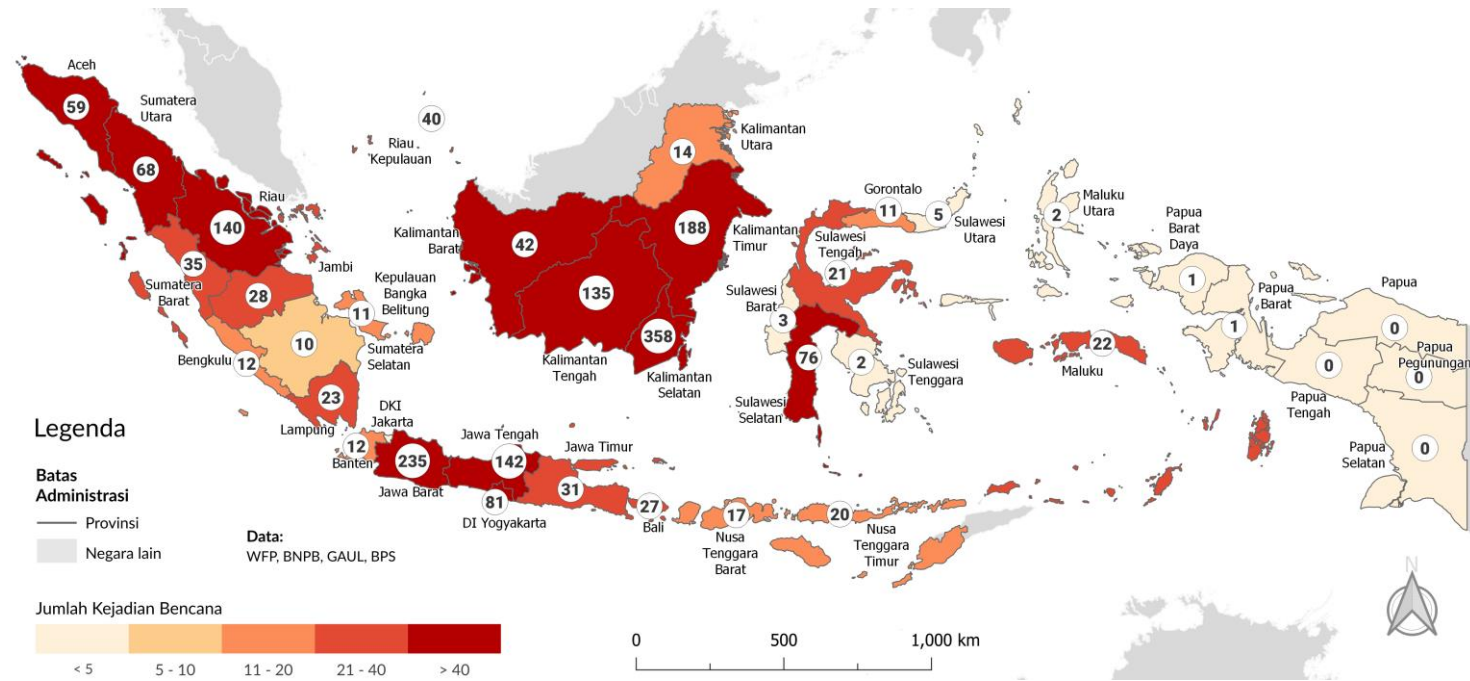 Aceh
59
Sumatera
Utara
68
Riau
140
40
Riau
Kepulauan
35
Sumatera
Barat
Jambi
28
Kepulauan
Bangka
Belitung
11
10
Sumatera
Selatan
Bengkulu
12
23
Lampung
Kalimantan
Utara
14
Kalimantan
Barat
42
188
Kalimantan
Timur
135
Kalimantan
Tengah
358
Kalimantan
Selatan
Gorontalo
11
5
Sulawesi
Utara
Sulawesi
Tengah
21
Sulawesi
Barat
3
76
Sulawesi
Selatan
2
Sulawesi
Tenggara
Maluku
Utara
2
22
Maluku
Papua
Barat
Daya
1
Papua
Barat
1
Papua
0
Papua
Pegunungan
0
0
Papua
Tengah
Papua
Selatan
0
DKI
Jakarta
12
Banten
235
Jawa Barat
Jawa Tengah
142
81
DI Yogyakarta
Jawa Timur
31
27
Bali
17
Nusa
Tenggara
Barat
20
Nusa
Tenggara
Timur
Legenda
Batas
Administrasi
Provinsi
Negara lain
Data:
WFP, BNPB, GAUL, BPS
Jumlah Kejadian Bencana
< 5 5 - 10 11 - 20 21 - 40 > 40
0 500 1,000 km
N